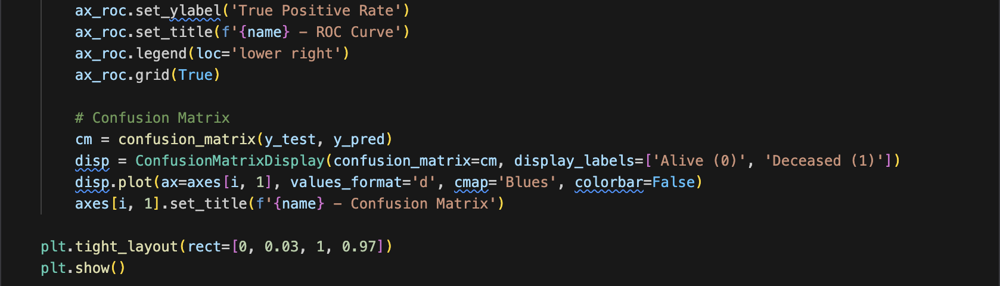 ax_roc.set_ylabel('True Positive Rate')
ax_roc.set_title(f'{name} – ROC Curve')
ax_roc.legend(loc='lower right')
ax_roc.grid(True)
# Confusion Matrix
cm = confusion_matrix(y_test, y_pred)
disp = ConfusionMatrixDisplay(confusion_matrix=cm, display_labels=['Alive (0)', 'Deceased (1)'])
disp.plot(ax=axes[i, 1], values_format='d', cmap='Blues', colorbar=False)
axes[i, 1].set_title(f'{name} – Confusion Matrix')
plt.tight_layout(rect=[0, 0.03, 1, 0.97])
plt.show()